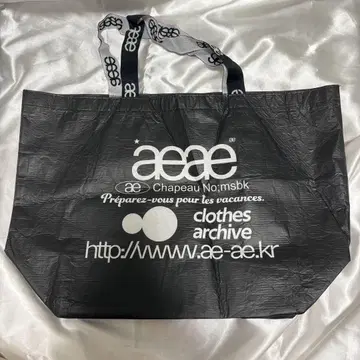 aeae
ae Chapeau No;msbk
Préparez-vous pour les vacances.
clothes
archive
http://www.ae-ae.kr